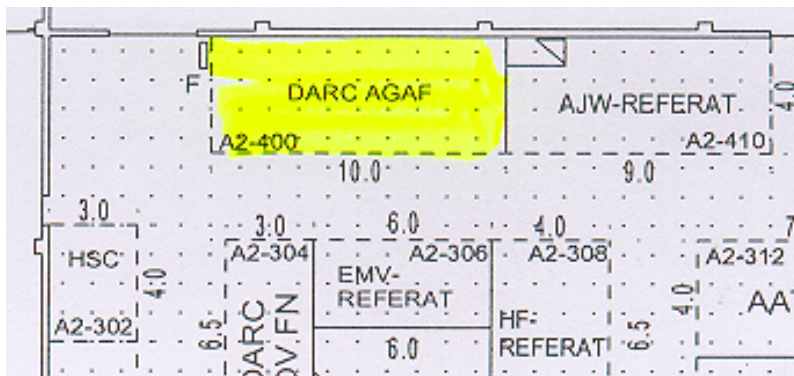 F
DARC AGAF
A2-400
10.0
AJW-REFERAT
A2-410
9.0
4.0
3.0
HSC
A2-302
4.0
3.0
A2-304
DARC
QV FN
6.5
6.0
A2-306
EMV-
REFERAT
6.0
4.0
A2-308
HF-
REFERAT
6.5
4.0
A2-312